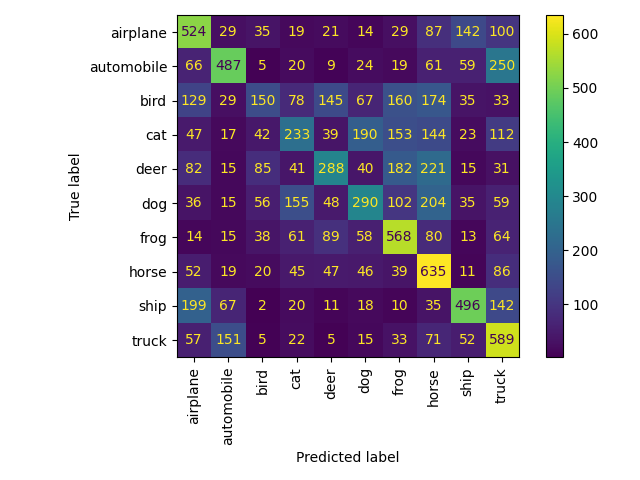 airplane 524 29 35 19 21 14 29 87 142 100
automobile 66 487 5 20 9 24 19 61 59 250
bird 129 29 150 78 145 67 160 174 35 33
cat 47 17 42 233 39 190 153 144 23 112
deer 82 15 85 41 288 40 182 221 15 31
dog 36 15 56 155 48 290 102 204 35 59
frog 14 15 38 61 89 58 568 80 13 64
horse 52 19 20 45 47 46 39 635 11 86
ship 199 67 2 20 11 18 10 35 496 142
truck 57 151 5 22 5 15 33 71 52 589
True label
airplane automobile bird cat deer dog frog horse ship truck
Predicted label
600
500
400
300
200
100